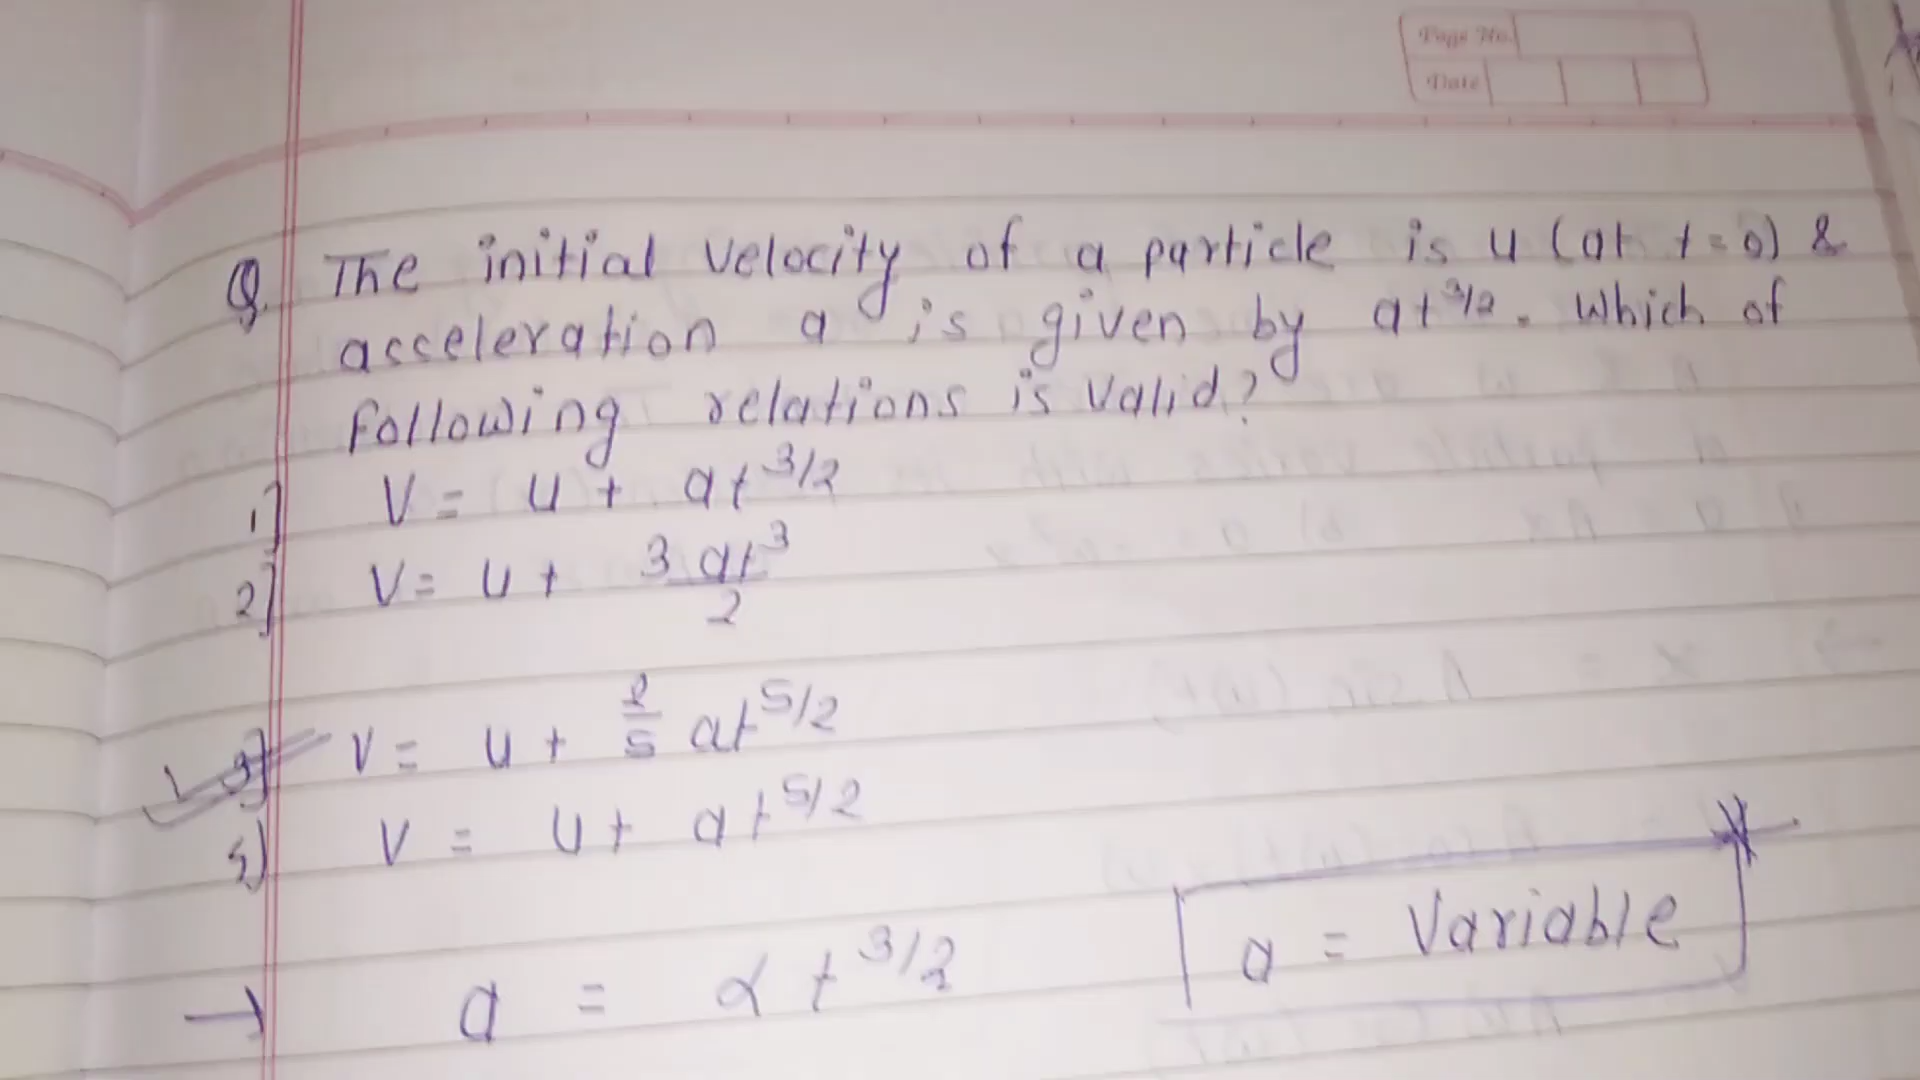 Page No.
Date
Q. The initial velocity of a particle is u (at t=0) &
acceleration a is given by at^3/2. Which of
following relations is valid?
1] V = u + at^3/2
2] V = u + 3at^3/2
3] V = u + 2/5 at^5/2
V = u + at^5/2
→ a = αt^3/2
a = Variable